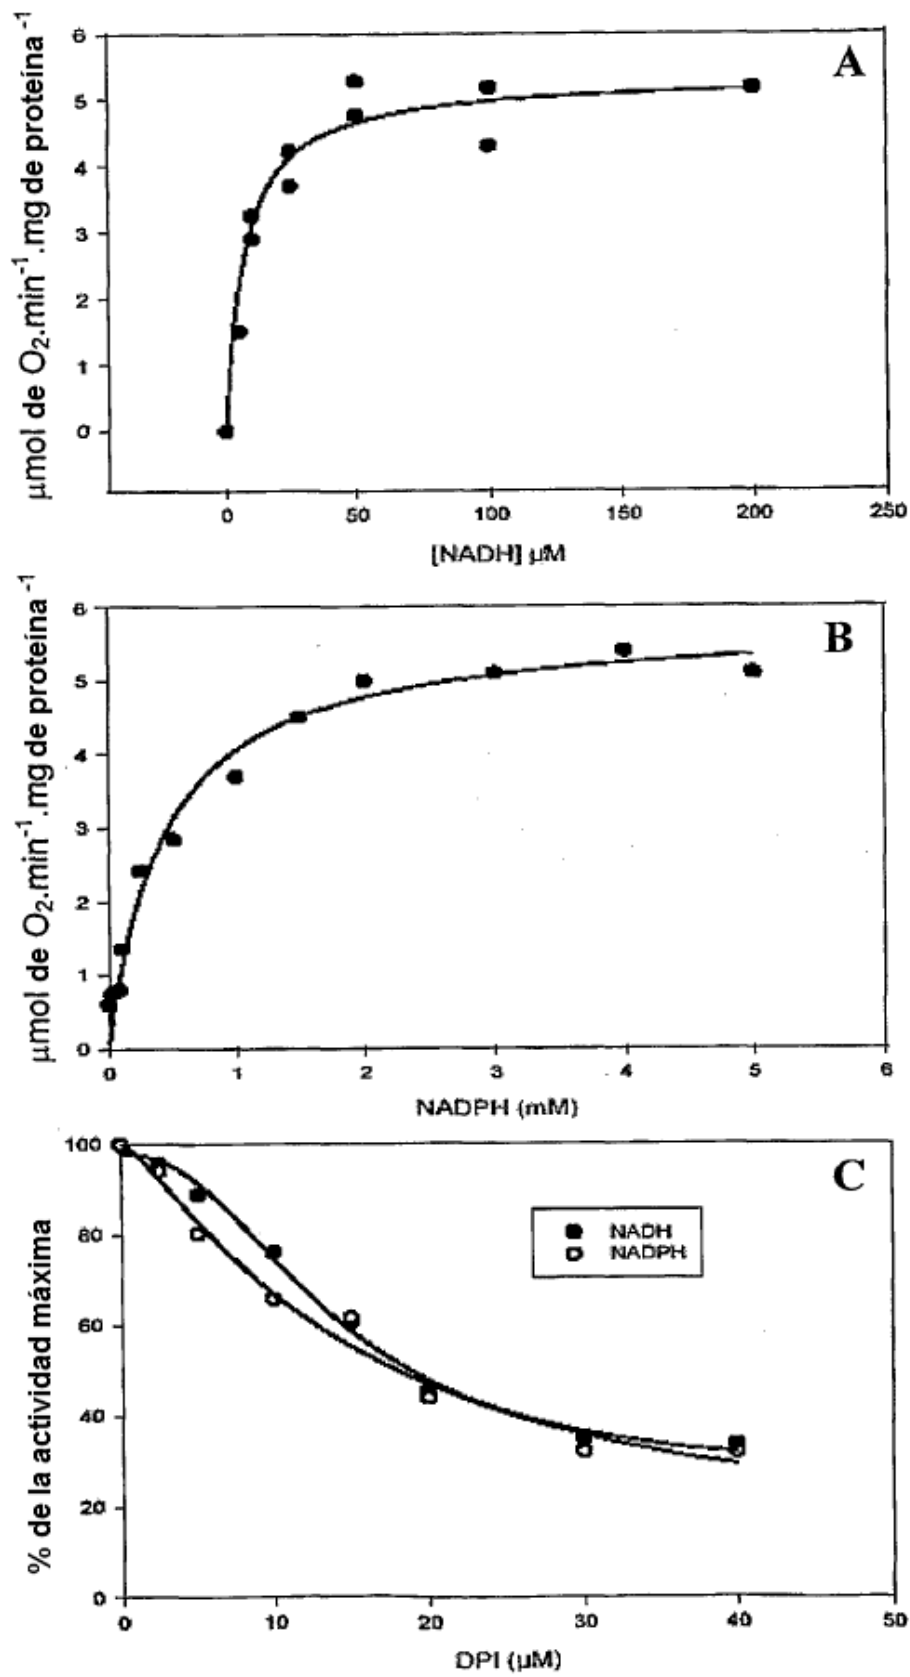 A
µmol de O2.min-1.mg de proteína-1
6
5
4
3
2
1
0
0 50 100 150 200 250
[NADH] µM
B
µmol de O2.min-1.mg de proteína-1
6
5
4
3
2
1
0
0 1 2 3 4 5 6
NADPH (mM)
C
% de la actividad máxima
100
80
60
40
20
0
NADH
NADPH
0 10 20 30 40 50
DPI (µM)